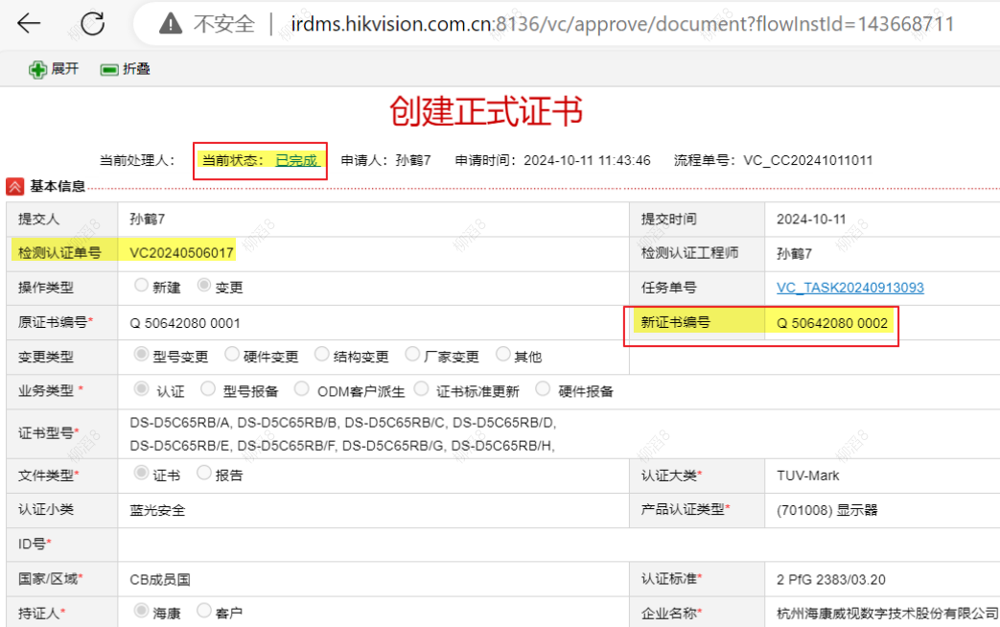 不安全 irdms.hikvision.com.cn:8136/vc/approve/document?flowInstId=143668711
展开 折叠
创建正式证书
当前处理人： 当前状态： 已完成 申请人：孙鹤7 申请时间：2024-10-11 11:43:46 流程单号：VC_CC20241011011
基本信息
提交人 孙鹤7 提交时间 2024-10-11
检测认证单号 VC20240506017 检测认证工程师 孙鹤7
操作类型 新建 变更 任务单号 VC_TASK20240913093
原证书编号* Q 50642080 0001 新证书编号 Q 50642080 0002
变更类型 型号变更 硬件变更 结构变更 厂家变更 其他
业务类型* 认证 型号报备 ODM客户派生 证书标准更新 硬件报备
证书型号* DS-D5C65RB/A, DS-D5C65RB/B, DS-D5C65RB/C, DS-D5C65RB/D,
DS-D5C65RB/E, DS-D5C65RB/F, DS-D5C65RB/G, DS-D5C65RB/H,
文件类型* 证书 报告 认证大类* TUV-Mark
认证小类 蓝光安全 产品认证类型* (701008) 显示器
ID号*
国家/区域* CB成员国 认证标准* 2 PfG 2383/03.20
持证人* 海康 客户 企业名称* 杭州海康威视数字技术股份有限公司